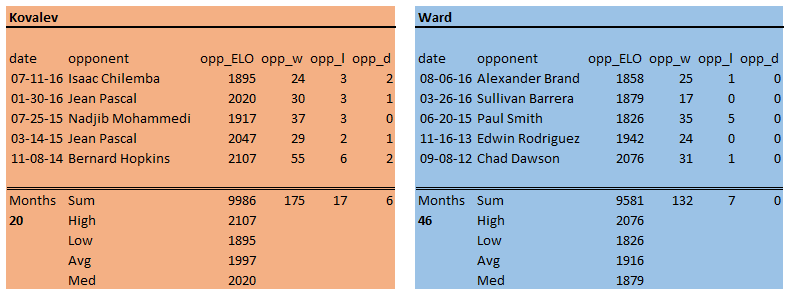 Kovalev
date opponent opp_ELO opp_w opp_l opp_d
07-11-16 Isaac Chilemba 1895 24 3 2
01-30-16 Jean Pascal 2020 30 3 1
07-25-15 Nadjib Mohammedi 1917 37 3 0
03-14-15 Jean Pascal 2047 29 2 1
11-08-14 Bernard Hopkins 2107 55 6 2
Months Sum 9986 175 17 6
20 High 2107
Low 1895
Avg 1997
Med 2020
Ward
date opponent opp_ELO opp_w opp_l opp_d
08-06-16 Alexander Brand 1858 25 1 0
03-26-16 Sullivan Barrera 1879 17 0 0
06-20-15 Paul Smith 1826 35 5 0
11-16-13 Edwin Rodriguez 1942 24 0 0
09-08-12 Chad Dawson 2076 31 1 0
Months Sum 9581 132 7 0
46 High 2076
Low 1826
Avg 1916
Med 1879